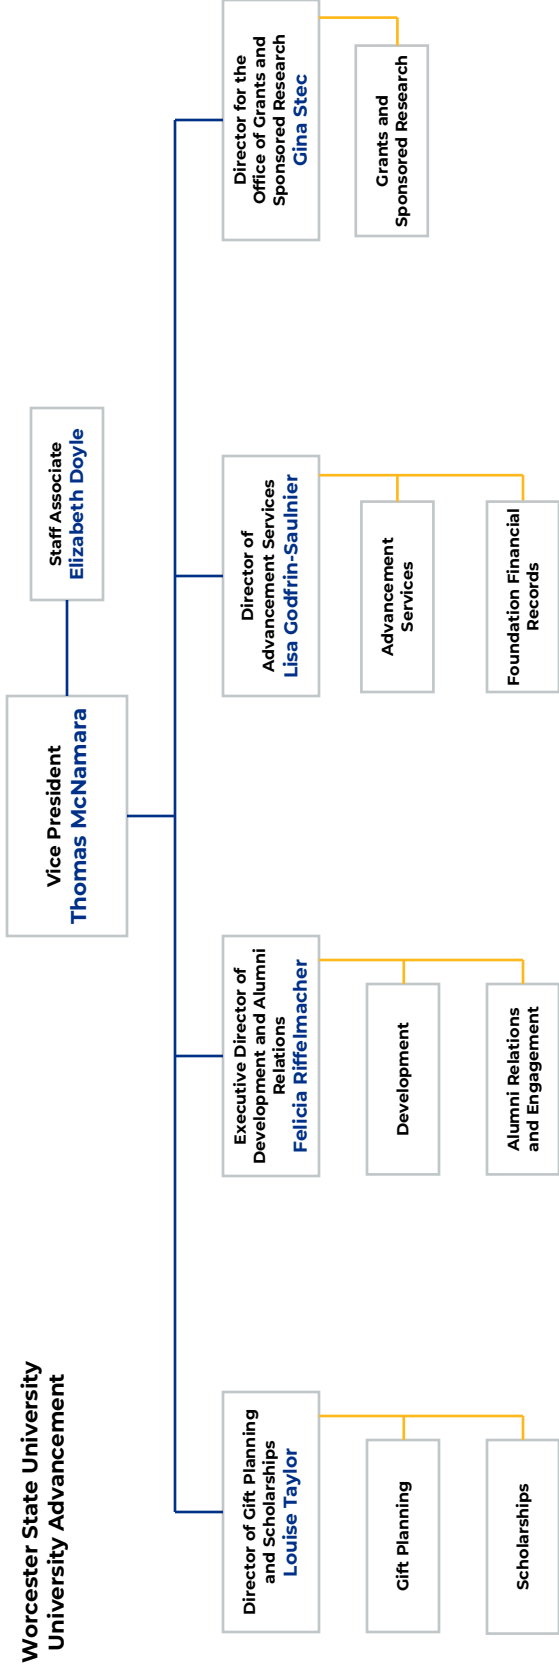 Worcester State University
University Advancement
Vice President
Thomas McNamara
Staff Associate
Elizabeth Doyle
Director of Gift Planning
and Scholarships
Louise Taylor
Gift Planning
Scholarships
Executive Director of
Development and Alumni
Relations
Felicia Riffelmacher
Development
Alumni Relations
and Engagement
Director of
Advancement Services
Lisa Godfrin-Saulnier
Advancement
Services
Foundation Financial
Records
Director for the
Office of Grants and
Sponsored Research
Gina Stec
Grants and
Sponsored Research